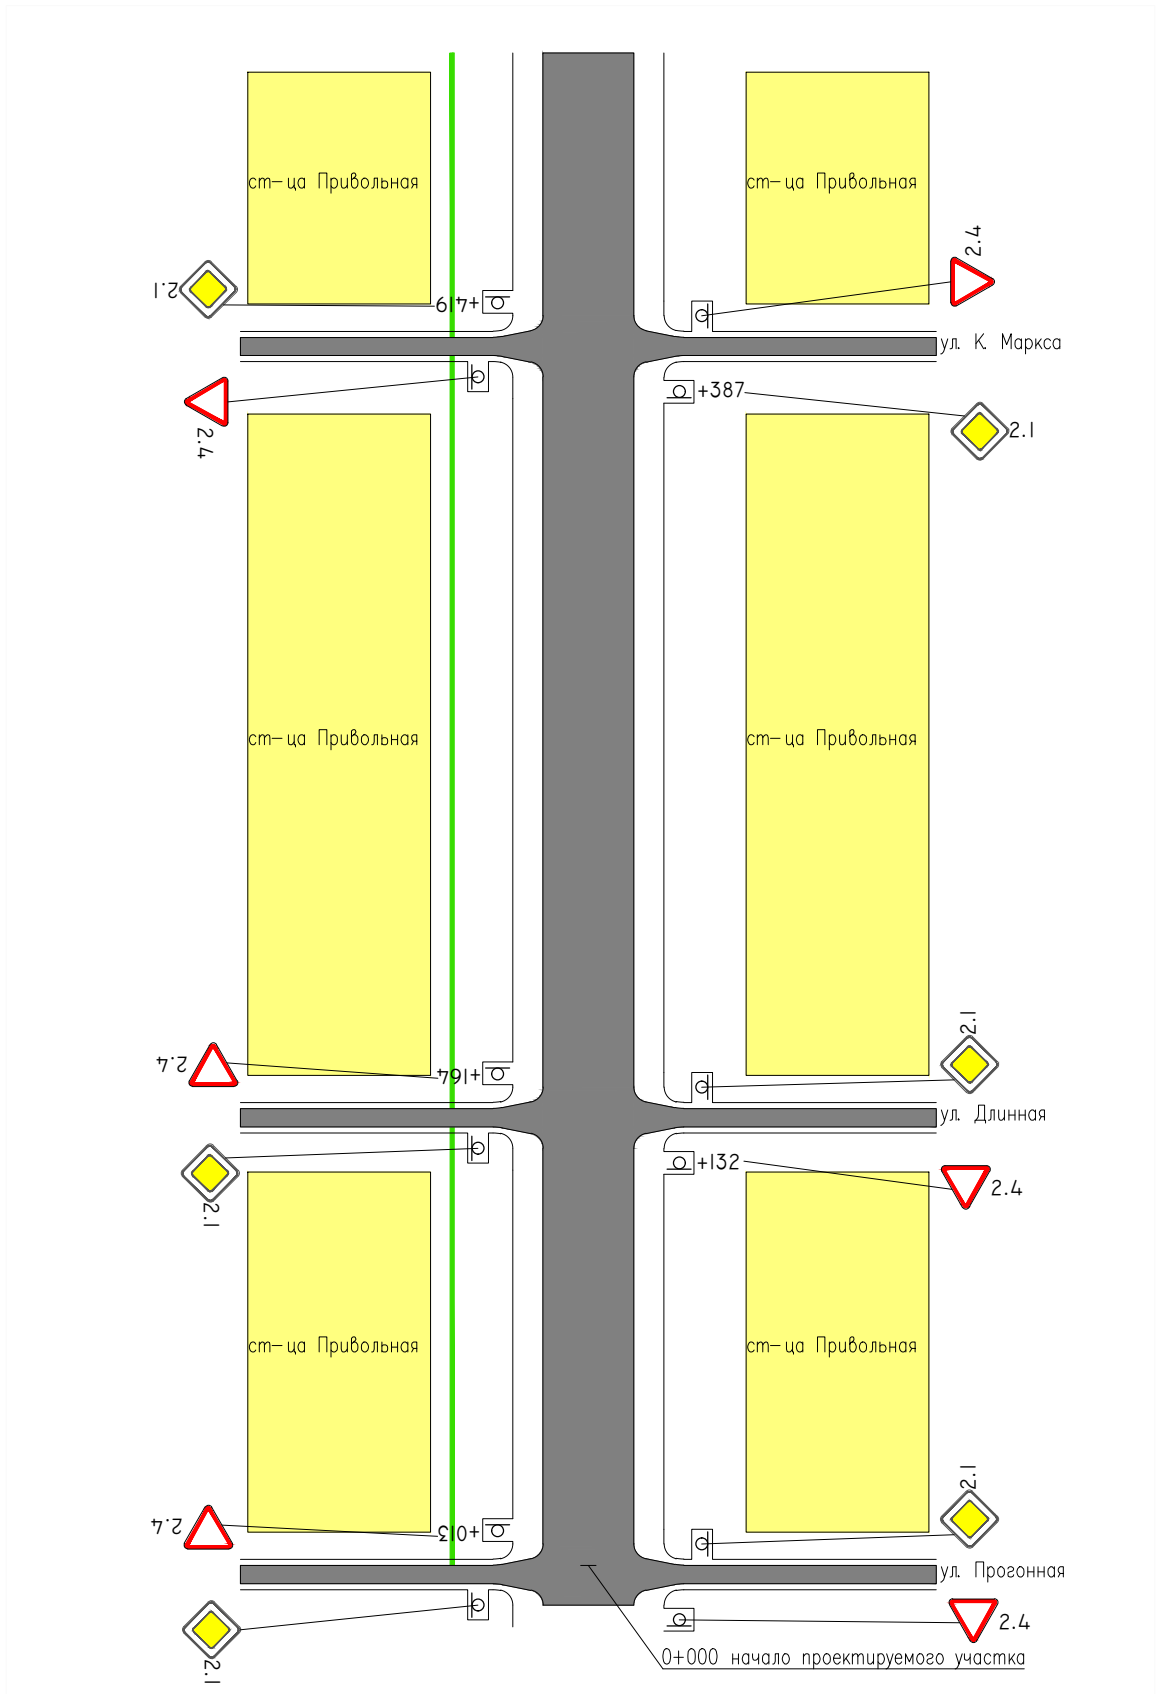 ст-ца Привольная
ст-ца Привольная
2.4
2.1
+419
ул. К. Маркса
+387
2.4
2.1
ст-ца Привольная
ст-ца Привольная
2.1
2.4
+164
ул. Длинная
+132
2.4
2.1
ст-ца Привольная
ст-ца Привольная
2.1
2.4
+013
ул. Прогонная
2.4
0+000 начало проектируемого участка
2.1